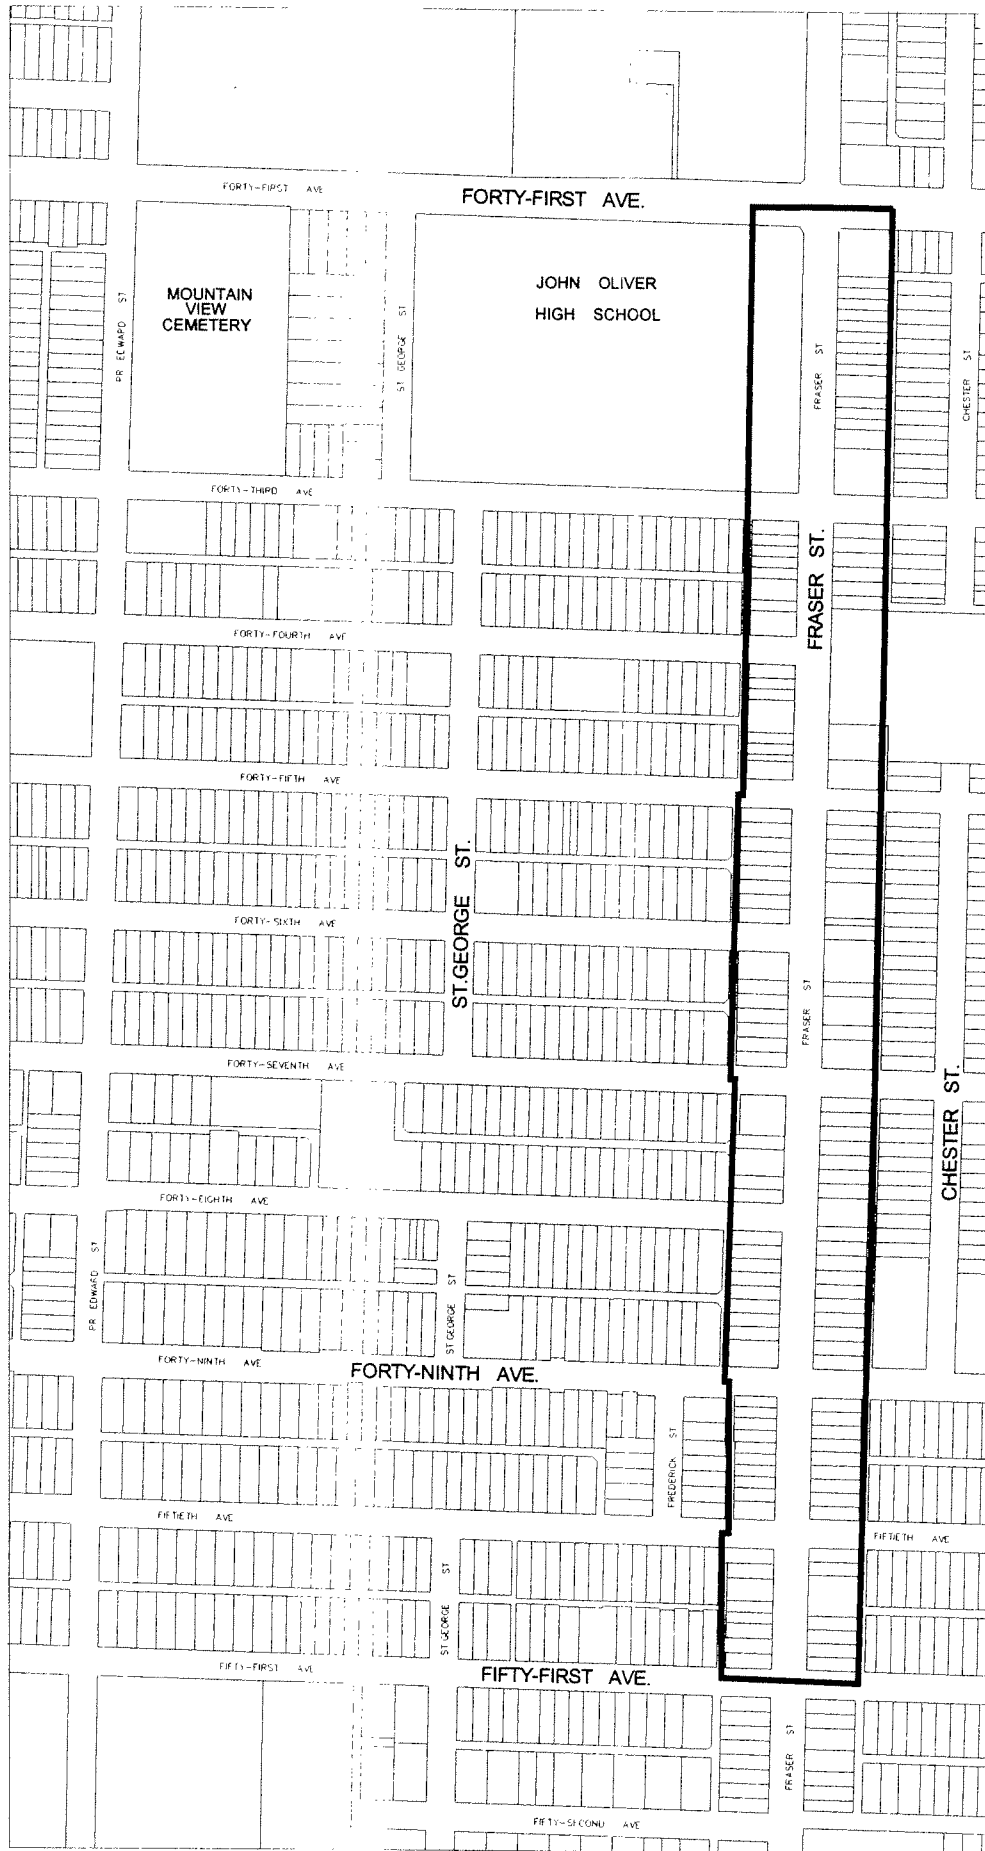 FORTY-FIRST AVE
FORTY-FIRST AVE.
MOUNTAIN
VIEW
CEMETERY
JOHN OLIVER
HIGH SCHOOL
PR EDWARD ST
ST GEORGE ST
FRASER ST
CHESTER ST
FORTY-THIRD AVE
FRASER ST.
FORTY-FOURTH AVE
FORTY-FIFTH AVE
ST.GEORGE ST.
FORTY-SIXTH AVE
FRASER ST
FORTY-SEVENTH AVE
CHESTER ST.
FORTY-EIGHTH AVE
PR EDWARD ST
ST GEORGE ST
FORTY-NINTH AVE
FORTY-NINTH AVE.
FREDERICK ST
FIFTIETH AVE
FIFTIETH AVE
ST GEORGE ST
FIFTY-FIRST AVE
FIFTY-FIRST AVE.
FRASER ST
FIFTY-SECOND AVE